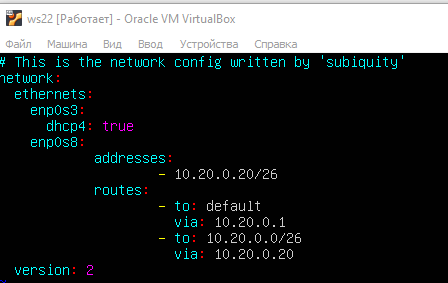 ws22 [Работает] - Oracle VM VirtualBox
Файл Машина Вид Ввод Устройства Справка
# This is the network config written by 'subiquity'
network:
  ethernets:
    enp0s3:
      dhcp4: true
    enp0s8:
            addresses:
                    - 10.20.0.20/26
            routes:
                    - to: default
                      via: 10.20.0.1
                    - to: 10.20.0.0/26
                      via: 10.20.0.20
  version: 2